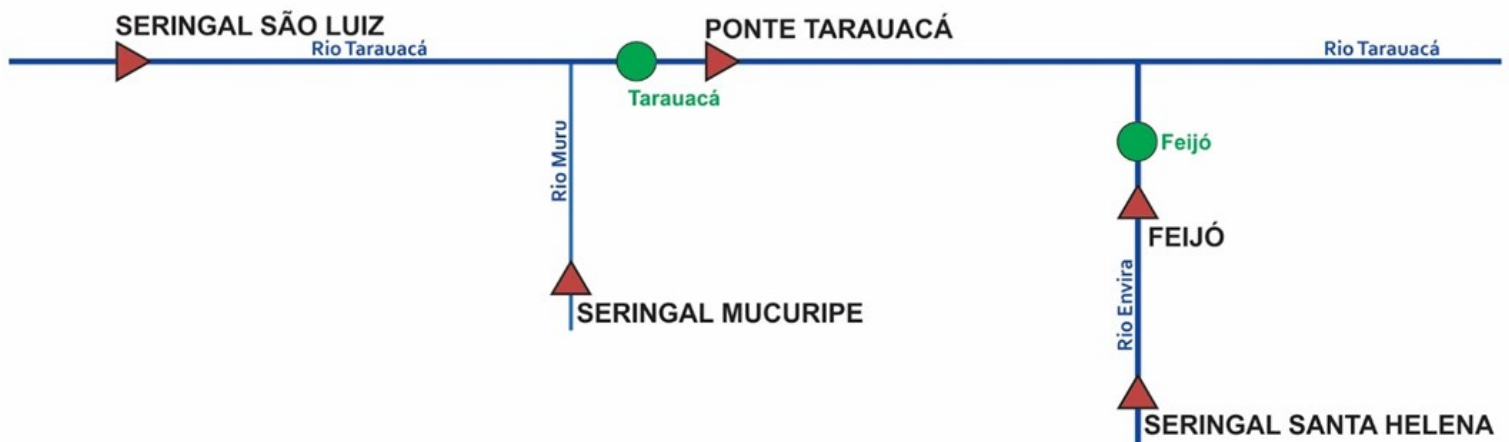 SERINGAL SÃO LUIZ
Rio Tarauacá
PONTE TARAUACÁ
Rio Tarauacá
Tarauacá
Rio Muru
Feijó
FEIJÓ
Rio Envira
SERINGAL MUCURIPE
SERINGAL SANTA HELENA